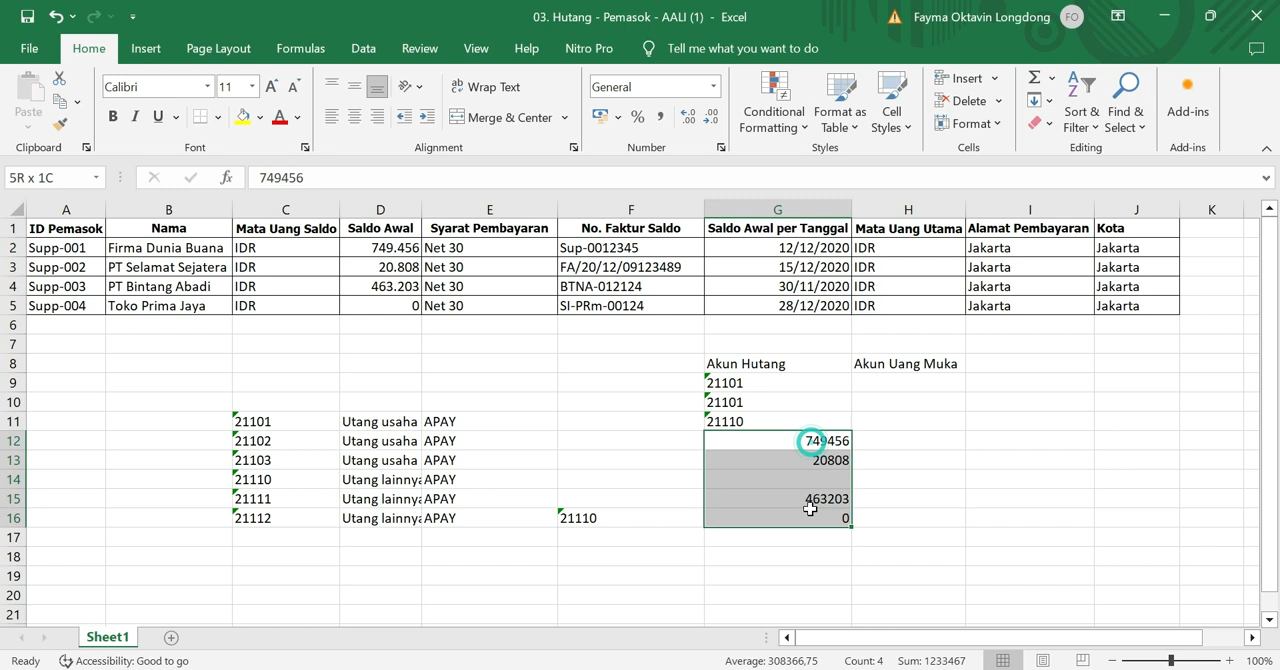 03. Hutang - Pemasok - AALI (1) - Excel
Fayma Oktavin Longdong FO
File Home Insert Page Layout Formulas Data Review View Help Nitro Pro Tell me what you want to do
Paste
Clipboard
Calibri 11
B I U
Font
Wrap Text
Merge & Center
Alignment
General
Number
Conditional Formatting
Format as Table
Cell Styles
Styles
Insert
Delete
Format
Cells
Sort & Filter
Find & Select
Editing
Add-ins
Add-ins
5R x 1C fx 749456
A B C D E F G H I J K
1 ID Pemasok Nama Mata Uang Saldo Saldo Awal Syarat Pembayaran No. Faktur Saldo Saldo Awal per Tanggal Mata Uang Utama Alamat Pembayaran Kota
2 Supp-001 Firma Dunia Buana IDR 749.456 Net 30 Sup-0012345 12/12/2020 IDR Jakarta Jakarta
3 Supp-002 PT Selamat Sejatera IDR 20.808 Net 30 FA/20/12/09123489 15/12/2020 IDR Jakarta Jakarta
4 Supp-003 PT Bintang Abadi IDR 463.203 Net 30 BTNA-012124 30/11/2020 IDR Jakarta Jakarta
5 Supp-004 Toko Prima Jaya IDR 0 Net 30 SI-PRm-00124 28/12/2020 IDR Jakarta Jakarta
6
7
8 Akun Hutang Akun Uang Muka
9 21101
10 21101
11 21101 Utang usaha APAY 21110
12 21102 Utang usaha APAY 749456
13 21103 Utang usaha APAY 20808
14 21110 Utang lainnya APAY
15 21111 Utang lainnya APAY 463203
16 21112 Utang lainnya APAY 21110 0
17
18
19
20
21
Sheet1
Ready Accessibility: Good to go Average: 308366,75 Count: 4 Sum: 1233467 100%